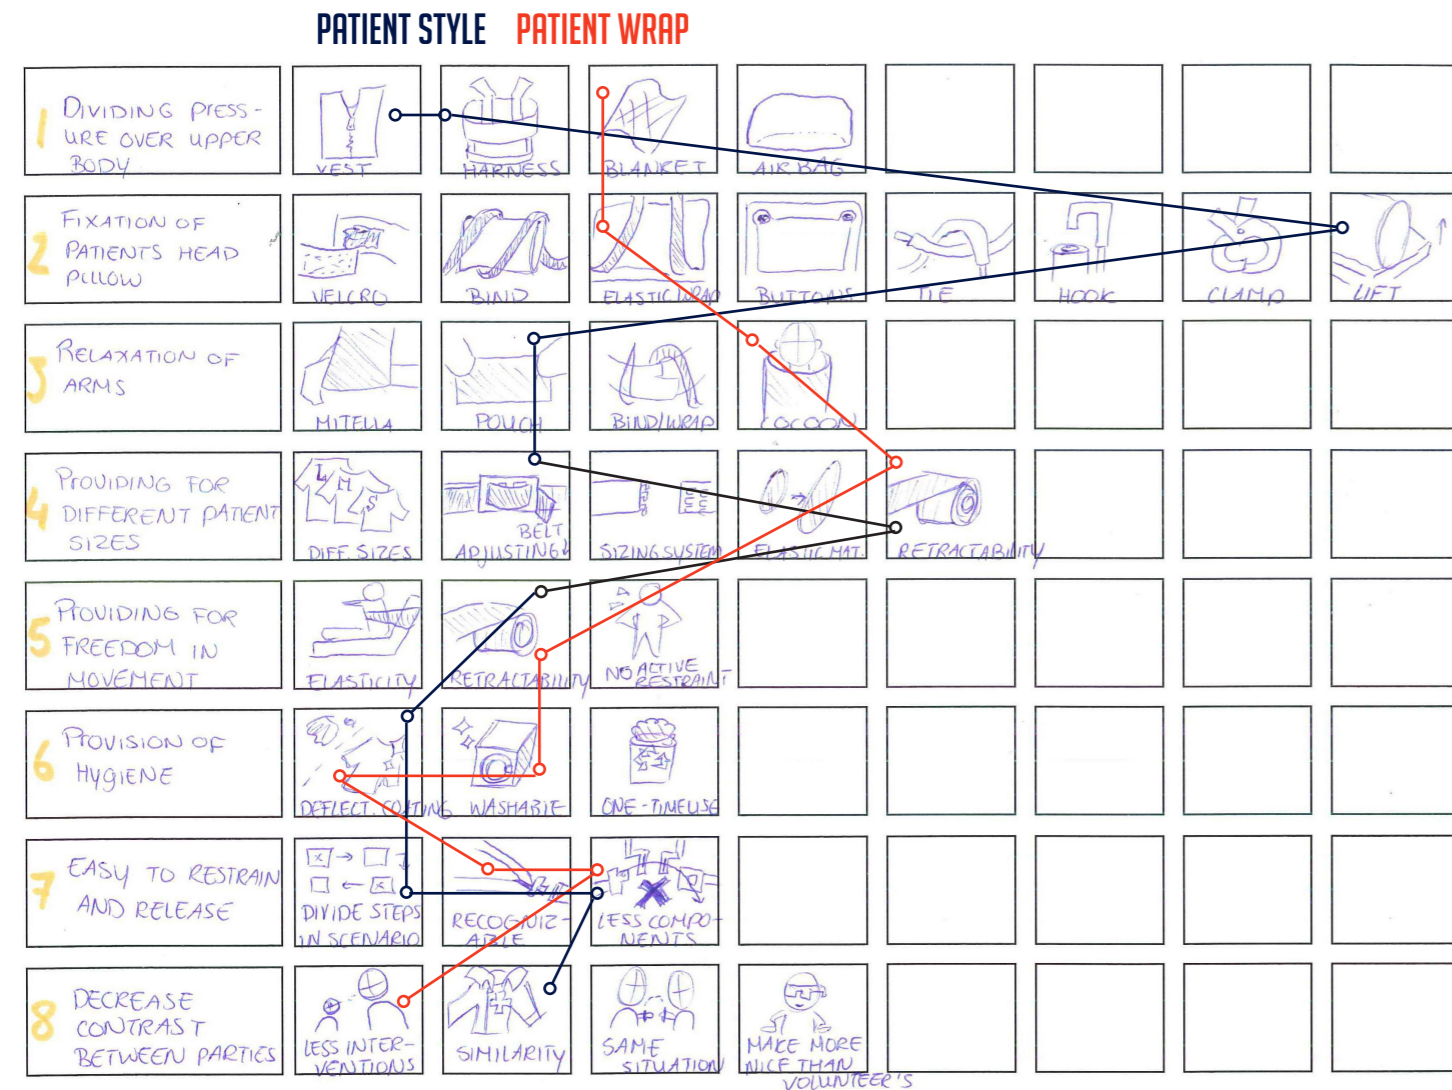 PATIENT STYLE PATIENT WRAP
1 DIVIDING PRESS-
URE OVER UPPER
BODY
VEST
HARNESS
BLANKET
AIRBAG
2 FIXATION OF
PATIENTS HEAD
PILLOW
VELCRO
BIND
ELASTIC WRAP
BUTTONS
TIE
HOOK
CLAMP
LIFT
3 RELAXATION OF
ARMS
MITELLA
POUCH
BIND/WRAP
COCOON
4 PROVIDING FOR
DIFFERENT PATIENT
SIZES
L M S
DIFF. SIZES
BELT
ADJUSTING
SIZING SYSTEM
ELASTIC MAT.
RETRACTABILITY
5 PROVIDING FOR
FREEDOM IN
MOVEMENT
ELASTICITY
RETRACTABILITY
NO ACTIVE
RESTRAINT
6 PROVISION OF
HYGIENE
DEFLECT. COATING
WASHABLE
ONE-TIME USE
7 EASY TO RESTRAIN
AND RELEASE
DIVIDE STEPS
IN SCENARIO
RECOGNIZ-
ABLE
LESS COMPO-
NENTS
8 DECREASE
CONTRAST
BETWEEN PARTIES
LESS INTER-
VENTIONS
SIMILARITY
SAME
SITUATION
MAKE MORE
NICE THAN
VOLUNTEER'S